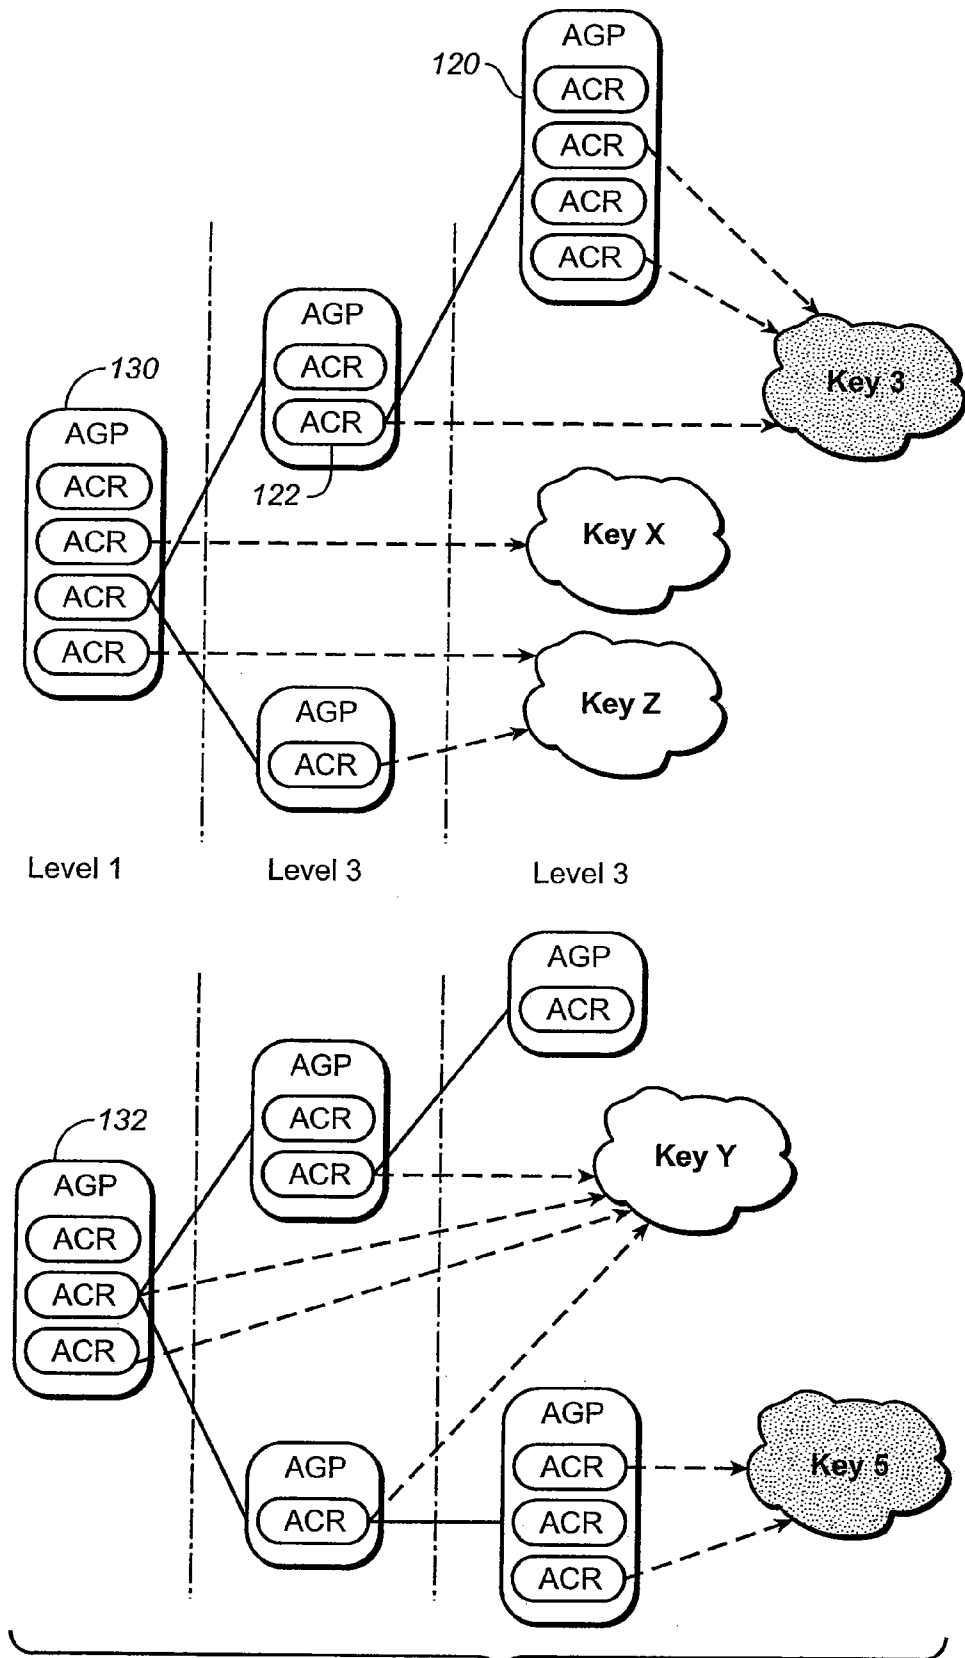 AGP
120
ACR
ACR
ACR
ACR
AGP
ACR
ACR
122
Key 3
130
AGP
ACR
ACR
ACR
ACR
Key X
Key Z
AGP
ACR
Level 1
Level 3
Level 3
AGP
ACR
AGP
ACR
ACR
Key Y
132
AGP
ACR
ACR
ACR
AGP
ACR
AGP
ACR
ACR
ACR
Key 5